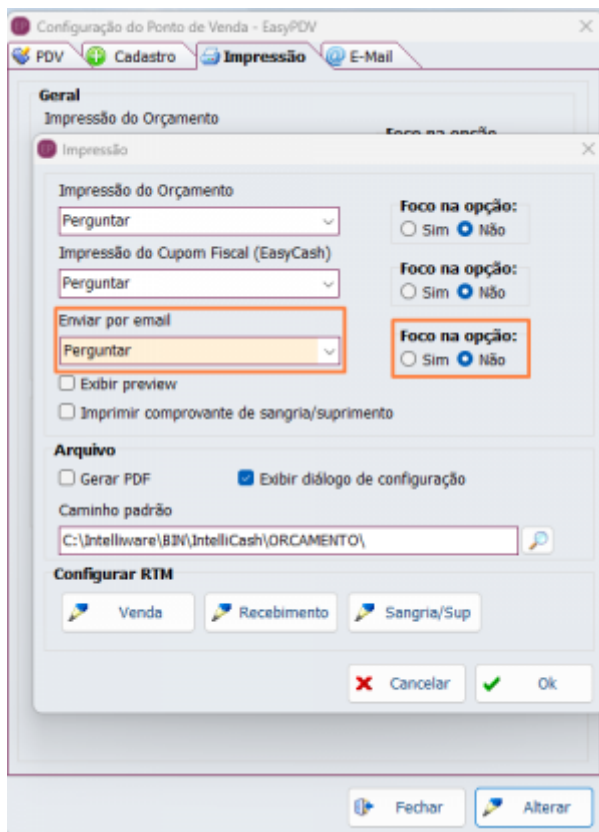 Configuração do Ponto de Venda - EasyPDV
PDV Cadastro Impressão E-Mail
Geral
Impressão do Orçamento
Foco na opção
Impressão
Impressão do Orçamento
Foco na opção:
Perguntar
Sim Não
Impressão do Cupom Fiscal (EasyCash)
Foco na opção:
Perguntar
Sim Não
Enviar por email
Foco na opção:
Perguntar
Sim Não
Exibir preview
Imprimir comprovante de sangria/suprimento
Arquivo
Gerar PDF Exibir diálogo de configuração
Caminho padrão
C:\Intelliware\BIN\IntelliCash\ORCAMENTO\
Configurar RTM
Venda Recebimento Sangria/Sup
Cancelar Ok
Fechar Alterar